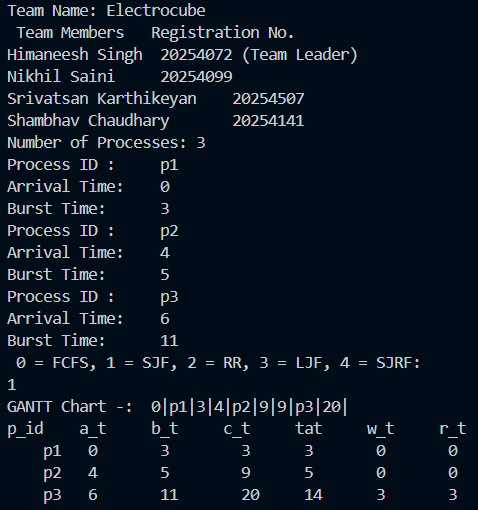 Team Name: Electrocube
Team Members   Registration No.
Himaneesh Singh  20254072 (Team Leader)
Nikhil Saini     20254099
Srivatsan Karthikeyan    20254507
Shambhav Chaudhary       20254141
Number of Processes: 3
Process ID :     p1
Arrival Time:    0
Burst Time:      3
Process ID :     p2
Arrival Time:    4
Burst Time:      5
Process ID :     p3
Arrival Time:    6
Burst Time:      11
0 = FCFS, 1 = SJF, 2 = RR, 3 = LJF, 4 = SJRF:
1
GANTT Chart -:  0|p1|3|4|p2|9|9|p3|20|
p_id    a_t     b_t     c_t     tat     w_t     r_t
p1   0       3       3       3       0       0
p2   4       5       9       5       0       0
p3   6       11      20      14      3       3